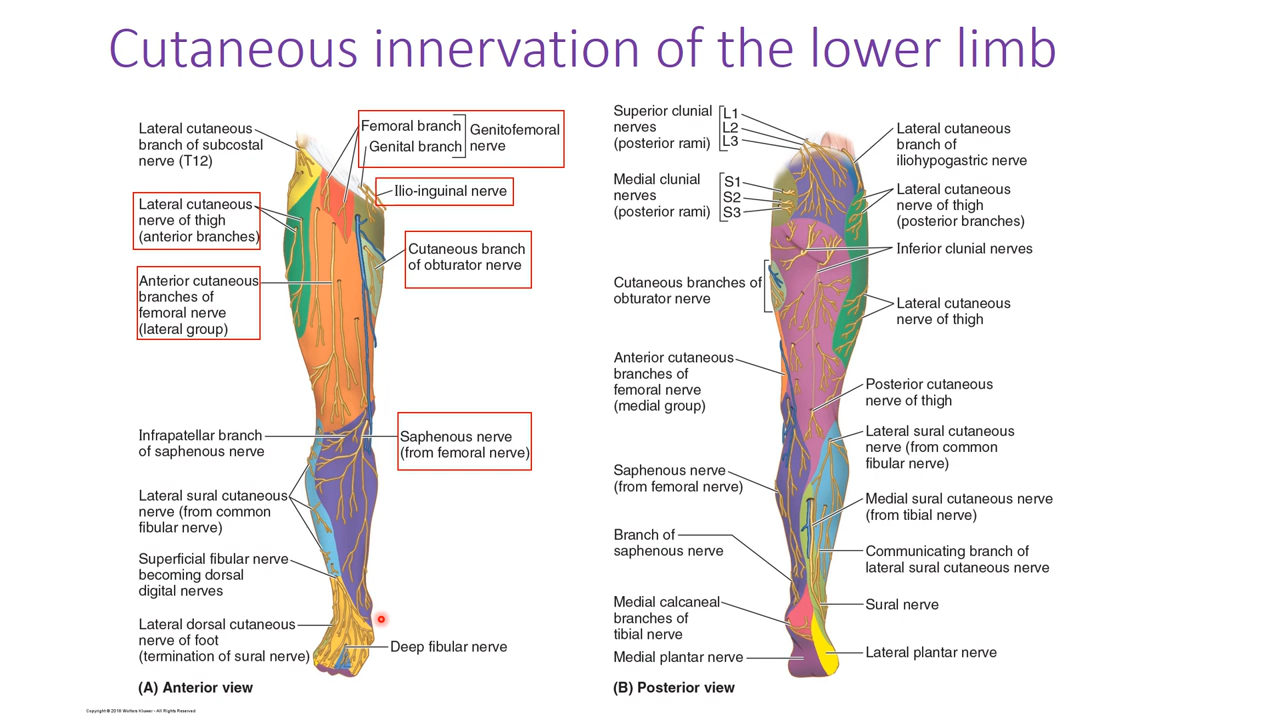 Cutaneous innervation of the lower limb
Lateral cutaneous
branch of subcostal
nerve (T12)
Femoral branch
Genital branch
Genitofemoral
nerve
Ilio-inguinal nerve
Lateral cutaneous
nerve of thigh
(anterior branches)
Cutaneous branch
of obturator nerve
Anterior cutaneous
branches of
femoral nerve
(lateral group)
Infrapatellar branch
of saphenous nerve
Saphenous nerve
(from femoral nerve)
Lateral sural cutaneous
nerve (from common
fibular nerve)
Superficial fibular nerve
becoming dorsal
digital nerves
Lateral dorsal cutaneous
nerve of foot
(termination of sural nerve)
Deep fibular nerve
(A) Anterior view
Superior clunial
nerves
(posterior rami)
L1
L2
L3
Medial clunial
nerves
(posterior rami)
S1
S2
S3
Cutaneous branches of
obturator nerve
Anterior cutaneous
branches of
femoral nerve
(medial group)
Saphenous nerve
(from femoral nerve)
Branch of
saphenous nerve
Medial calcaneal
branches of
tibial nerve
Medial plantar nerve
Lateral cutaneous
branch of
iliohypogastric nerve
Lateral cutaneous
nerve of thigh
(posterior branches)
Inferior clunial nerves
Lateral cutaneous
nerve of thigh
Posterior cutaneous
nerve of thigh
Lateral sural cutaneous
nerve (from common
fibular nerve)
Medial sural cutaneous nerve
(from tibial nerve)
Communicating branch of
lateral sural cutaneous nerve
Sural nerve
Lateral plantar nerve
(B) Posterior view
Copyright © 2018 Wolters Kluwer - All Rights Reserved